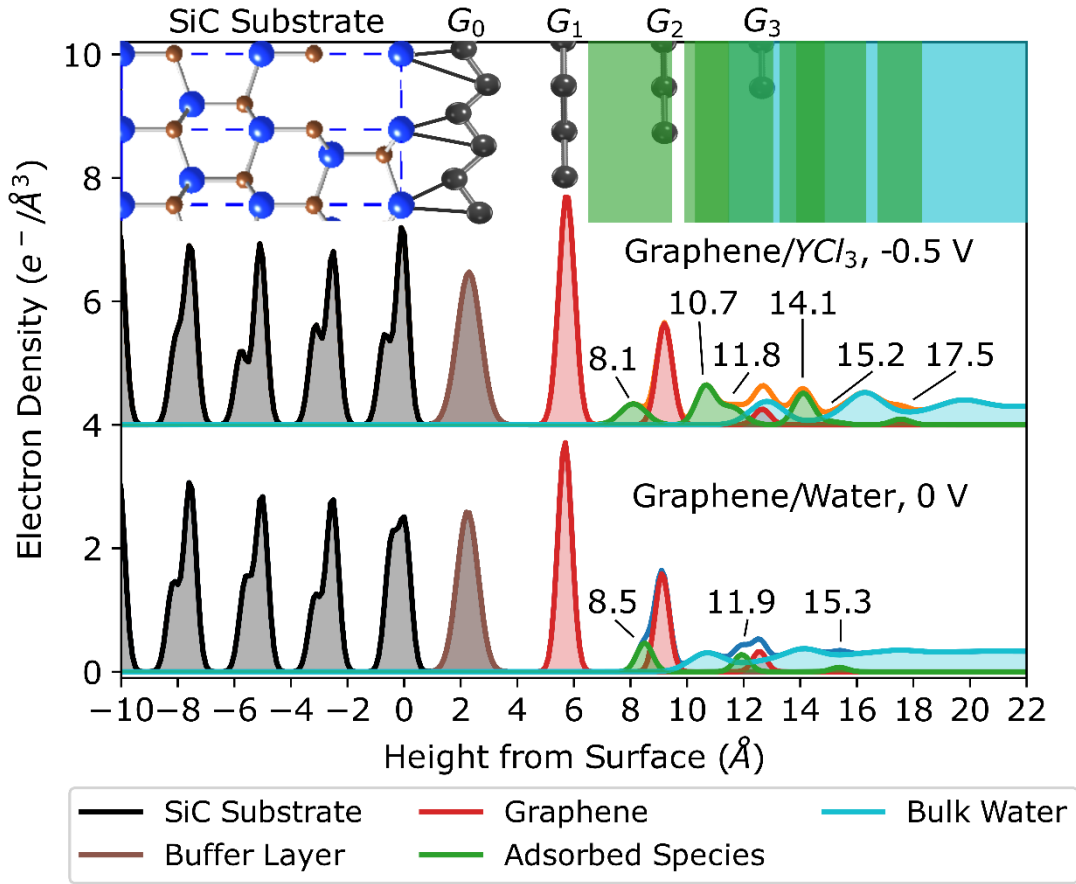 SiC Substrate G₀ G₁ G₂ G₃
Electron Density (e⁻/Å³)
10
8
6
4
2
0
Graphene/YCl₃, -0.5 V
8.1 10.7 11.8 14.1 15.2 17.5
Graphene/Water, 0 V
8.5 11.9 15.3
−10 −8 −6 −4 −2 0 2 4 6 8 10 12 14 16 18 20 22
Height from Surface (Å)
SiC Substrate Graphene Bulk Water
Buffer Layer Adsorbed Species